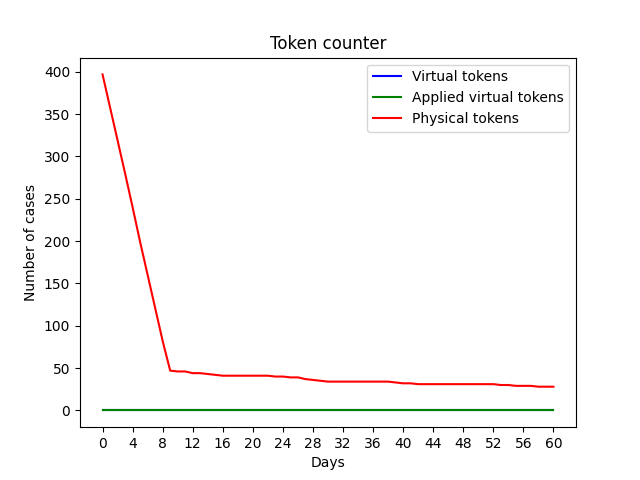 Token counter
Virtual tokens
Applied virtual tokens
Physical tokens
Number of cases
400
350
300
250
200
150
100
50
0
0 4 8 12 16 20 24 28 32 36 40 44 48 52 56 60
Days